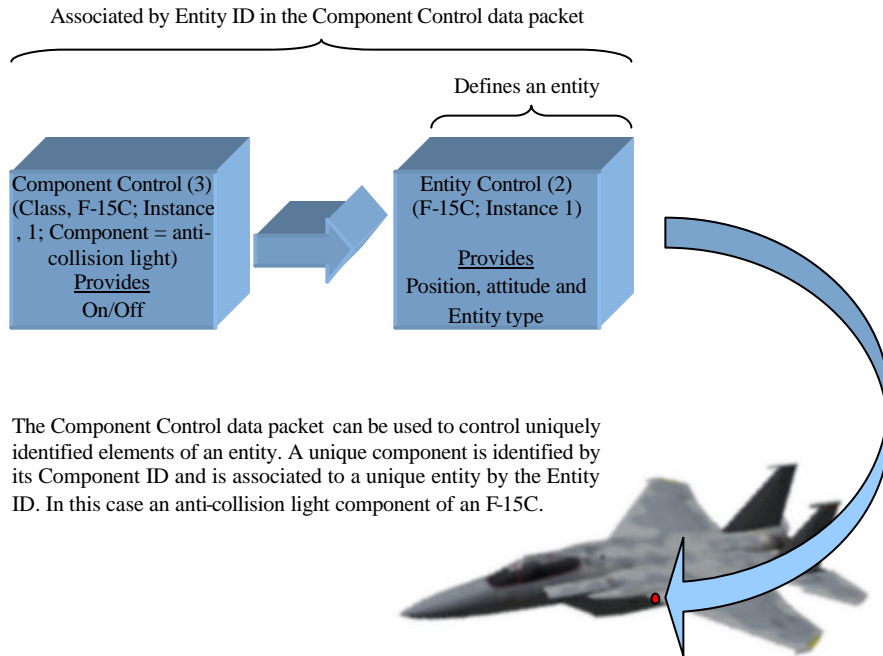 Associated by Entity ID in the Component Control data packet
Defines an entity
Component Control (3)
(Class, F-15C; Instance
, 1; Component = anti-
collision light)
Provides
On/Off
Entity Control (2)
(F-15C; Instance 1)
Provides
Position, attitude and
Entity type
The Component Control data packet can be used to control uniquely
identified elements of an entity. A unique component is identified by
its Component ID and is associated to a unique entity by the Entity
ID. In this case an anti-collision light component of an F-15C.